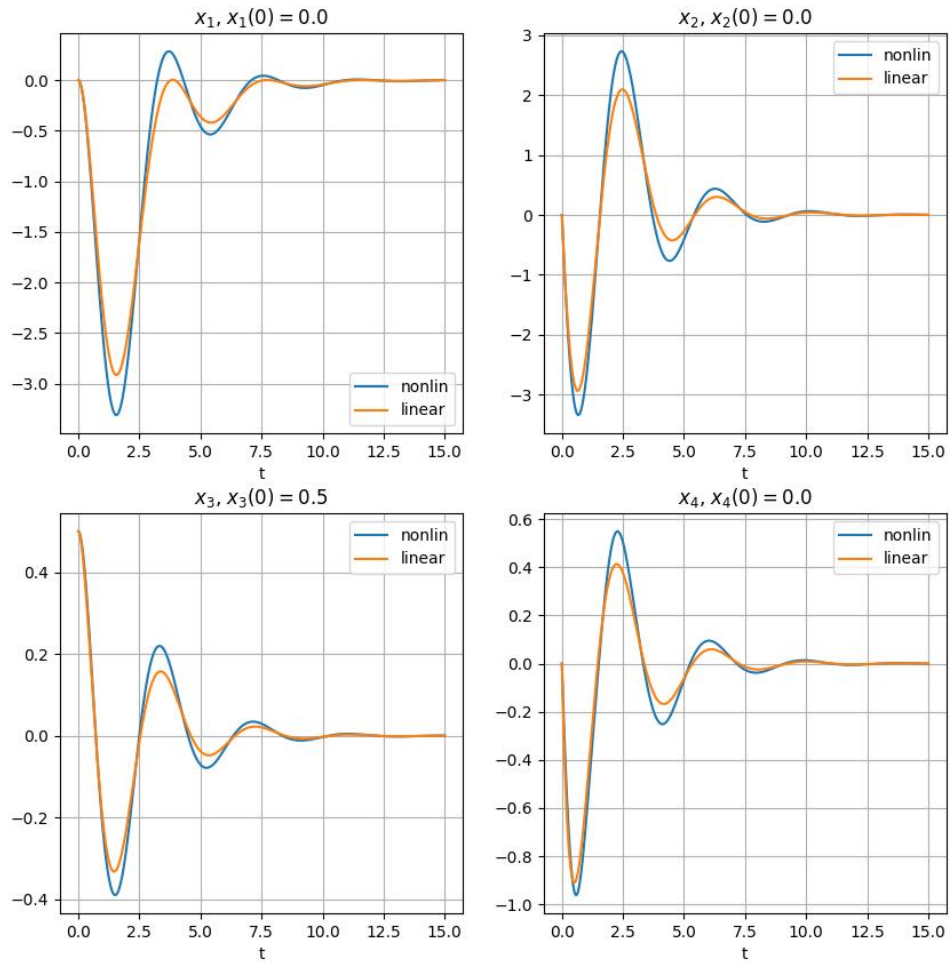 x₁, x₁(0) = 0.0
0.0
−0.5
−1.0
−1.5
−2.0
−2.5
−3.0
nonlin
linear
0.0 2.5 5.0 7.5 10.0 12.5 15.0
t
x₂, x₂(0) = 0.0
3
2
1
0
−1
−2
−3
nonlin
linear
0.0 2.5 5.0 7.5 10.0 12.5 15.0
t
x₃, x₃(0) = 0.5
0.4
0.2
0.0
−0.2
−0.4
nonlin
linear
0.0 2.5 5.0 7.5 10.0 12.5 15.0
t
x₄, x₄(0) = 0.0
0.6
0.4
0.2
0.0
−0.2
−0.4
−0.6
−0.8
−1.0
nonlin
linear
0.0 2.5 5.0 7.5 10.0 12.5 15.0
t